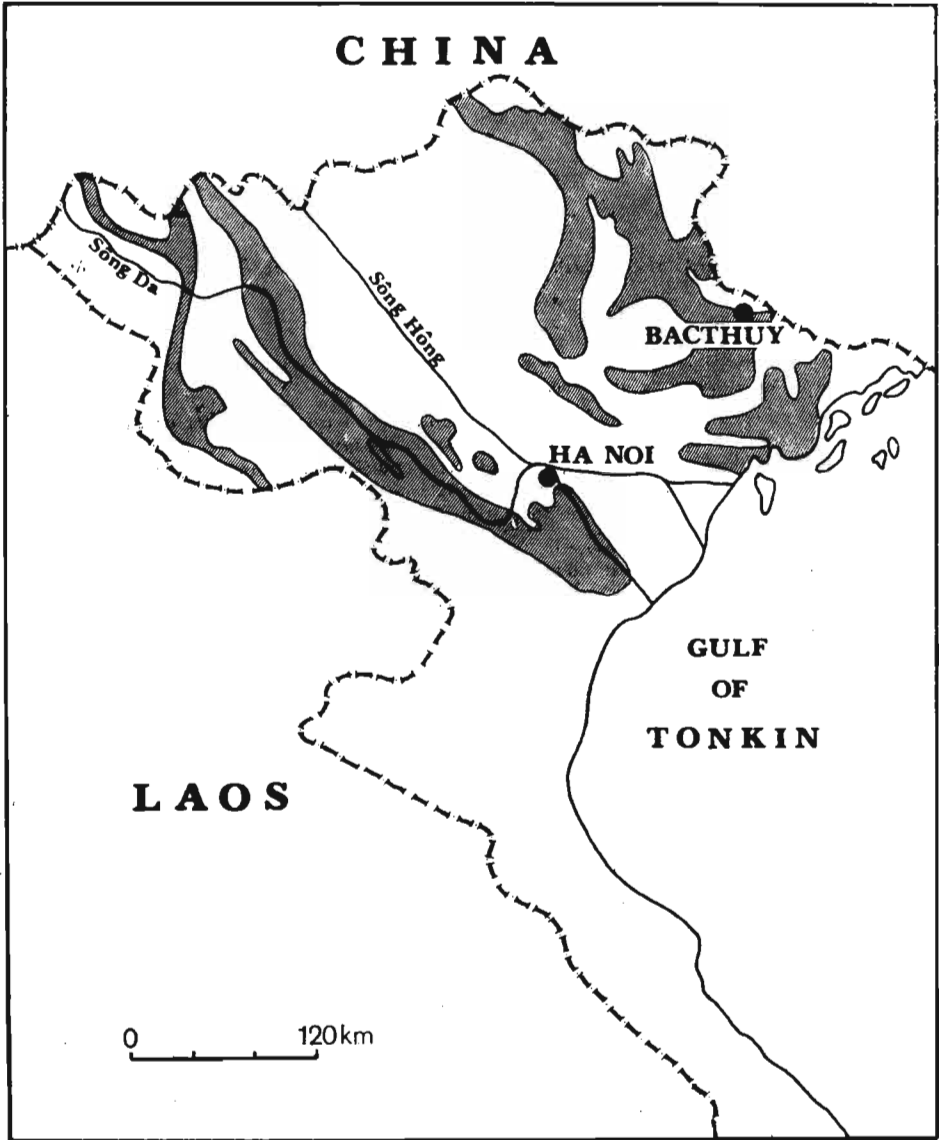 CHINA
Sông Da
Sông Hông
BACTHUY
HA NOI
GULF
OF
TONKIN
LAOS
0 120km